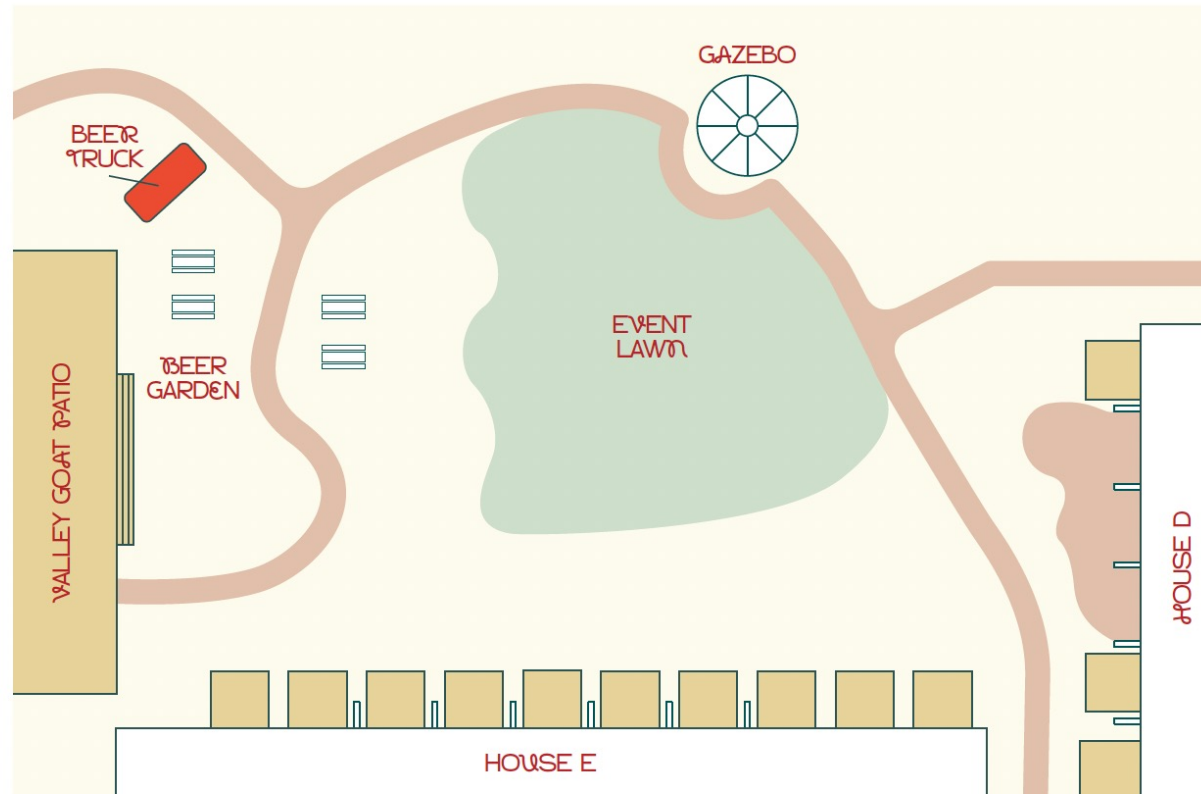 GAZEBO
BEER
TRUCK
EVENT
LAWN
BEER
GARDEN
VALLEY GOAT PATIO
HOUSE D
HOUSE E